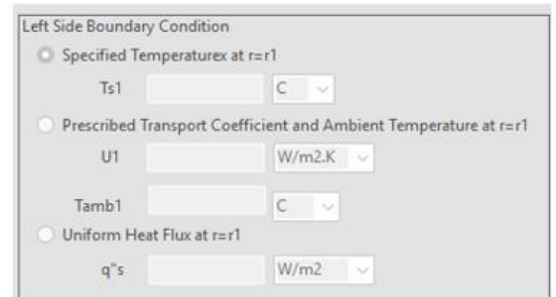 Left Side Boundary Condition
Specified Temperaturex at r=r1
Ts1 C
Prescribed Transport Coefficient and Ambient Temperature at r=r1
U1 W/m2.K
Tamb1 C
Uniform Heat Flux at r=r1
q"s W/m2